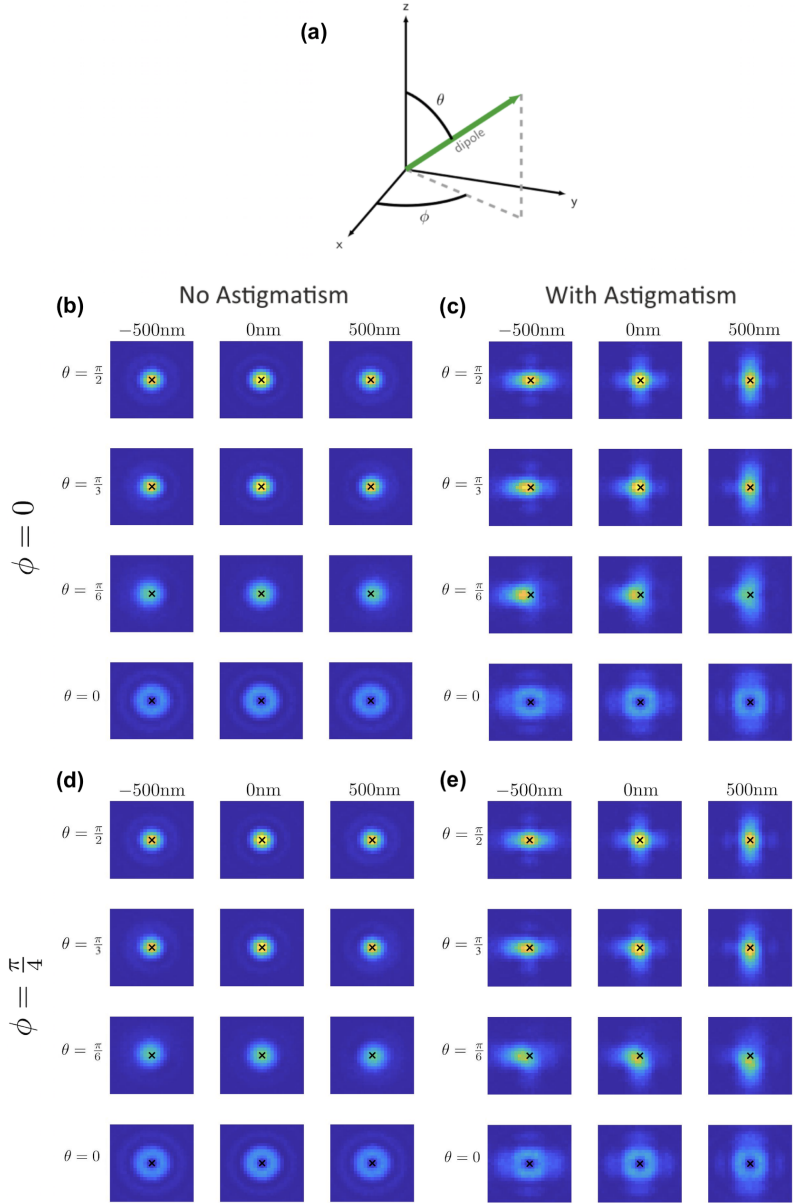 (a)
z
θ
dipole
y
ϕ
x
No Astigmatism
With Astigmatism
(b)
(c)
−500nm 0nm 500nm
−500nm 0nm 500nm
θ = π/2
θ = π/2
θ = π/3
θ = π/3
ϕ = 0
θ = π/6
θ = π/6
θ = 0
θ = 0
(d)
(e)
−500nm 0nm 500nm
−500nm 0nm 500nm
θ = π/2
θ = π/2
θ = π/3
θ = π/3
ϕ = π/4
θ = π/6
θ = π/6
θ = 0
θ = 0